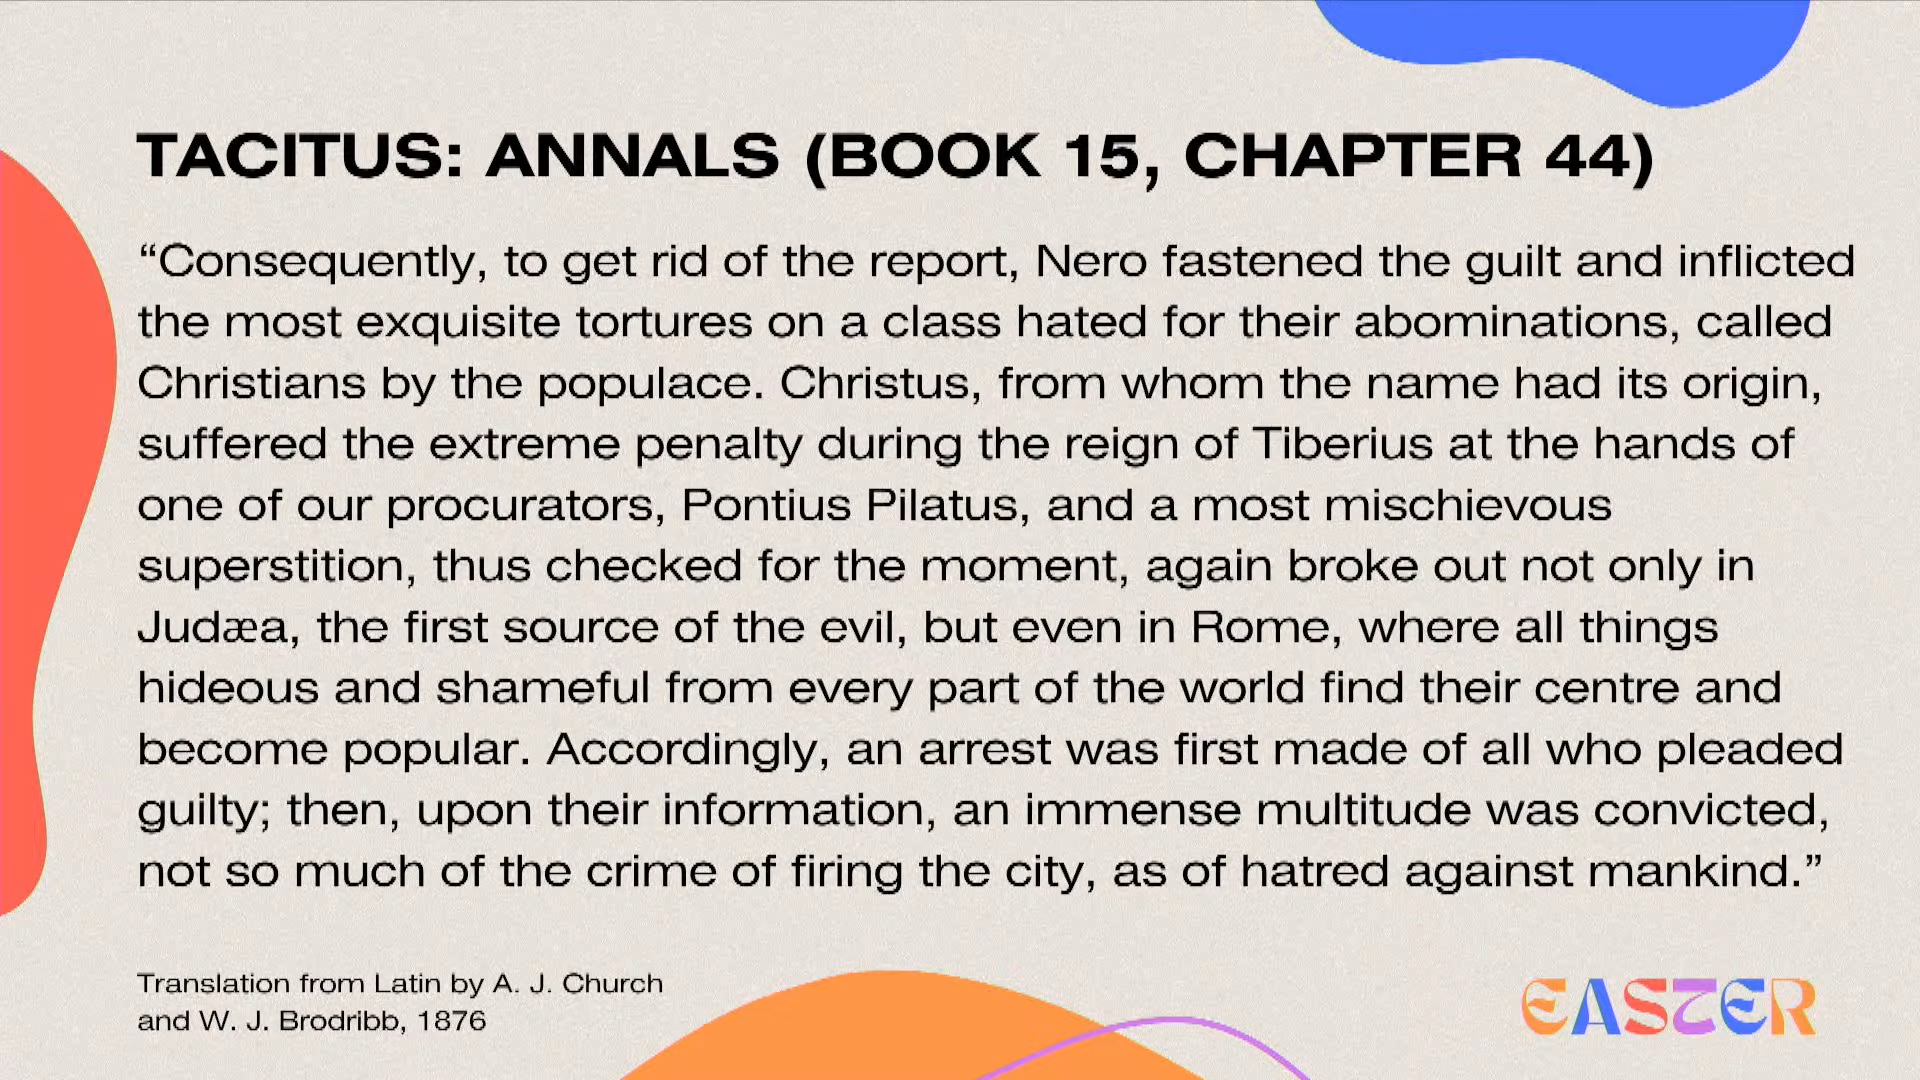 TACITUS: ANNALS (BOOK 15, CHAPTER 44)
“Consequently, to get rid of the report, Nero fastened the guilt and inflicted
the most exquisite tortures on a class hated for their abominations, called
Christians by the populace. Christus, from whom the name had its origin,
suffered the extreme penalty during the reign of Tiberius at the hands of
one of our procurators, Pontius Pilatus, and a most mischievous
superstition, thus checked for the moment, again broke out not only in
Judæa, the first source of the evil, but even in Rome, where all things
hideous and shameful from every part of the world find their centre and
become popular. Accordingly, an arrest was first made of all who pleaded
guilty; then, upon their information, an immense multitude was convicted,
not so much of the crime of firing the city, as of hatred against mankind.”
Translation from Latin by A. J. Church
and W. J. Brodribb, 1876
EASTER